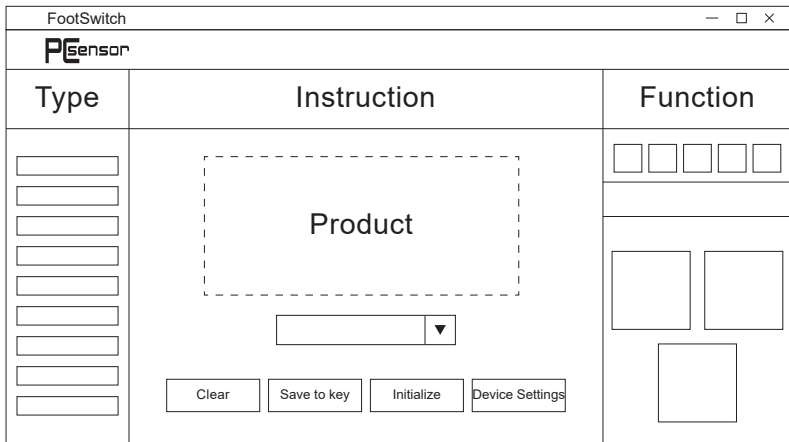 FootSwitch
PCsensor
Type
Instruction
Function
Product
Clear
Save to key
Initialize
Device Settings